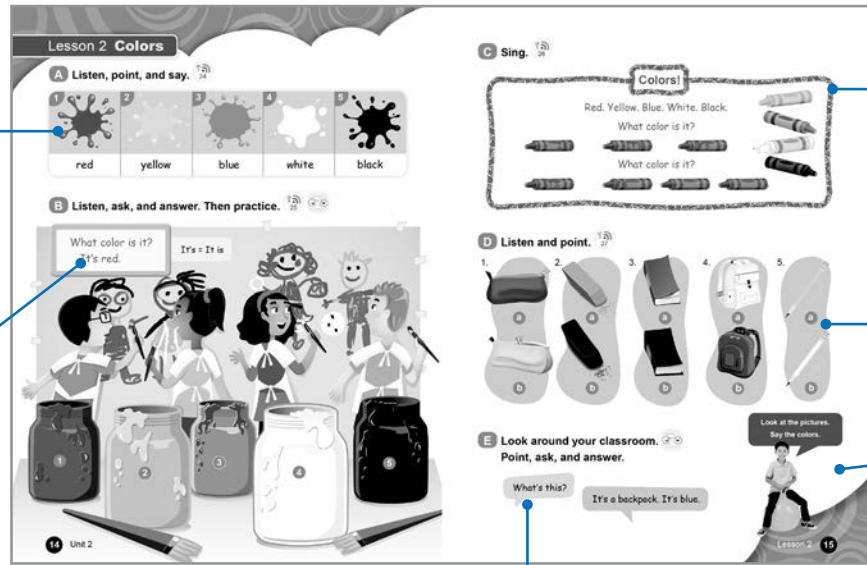 Lesson 2 Colors
A Listen, point, and say. 24
1 2 3 4 5
red yellow blue white black
B Listen, ask, and answer. Then practice. 25
What color is it?
It's red.
It's = It is
1 2 3 4 5
14 Unit 2
C Sing. 26
Colors!
Red. Yellow. Blue. White. Black.
What color is it?
What color is it?
D Listen and point. 27
1. 2. 3. 4. 5.
a a a a a
b b b b b
E Look around your classroom.
Point, ask, and answer.
What's this?
It's a backpack. It's blue.
Look at the pictures.
Say the colors.
Lesson 2 15